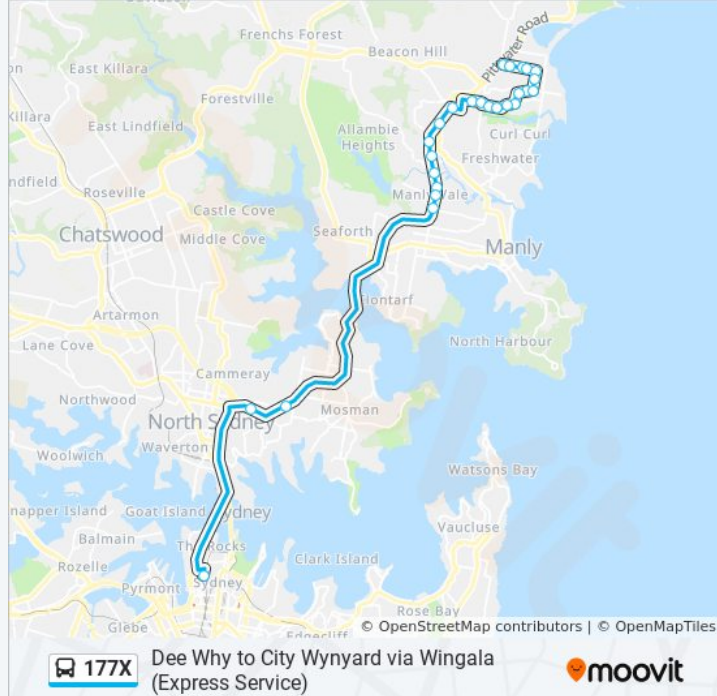 Frenchs Forest
Beacon Hill
Pittwater Road
East Killara
Forestville
Killara
East Lindfield
Allambie
Heights
Curl Curl
Freshwater
ndfield
Roseville
Manly Vale
Castle Cove
Chatswood
Middle Cove
Seaforth
Manly
Artarmon
Hontarf
Lane Cove
North Harbour
Cammeray
Northwood
Mosman
North Sydney
Waverton
Woolwich
Watsons Bay
napper Island
Goat Island
Sydney
Vaucluse
Balmain
The Rocks
Clark Island
Rozelle
Sydney
Pyrmont
Rose Bay
Glebe
Edgecliff
© OpenStreetMap contributors | © OpenMapTiles
177X
Dee Why to City Wynyard via Wingala
(Express Service)
moovit